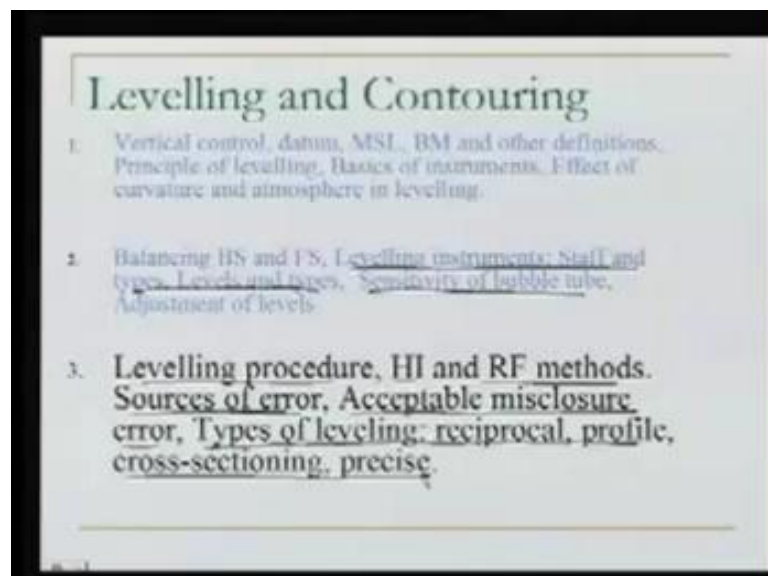 Levelling and Contouring
1. Vertical control, datum, MSL, BM and other definitions,
Principle of levelling, Basics of instruments, Effect of
curvature and atmosphere in levelling.
2. Balancing BS and FS, Levelling instruments: Staff and
types, Levels and types, Sensitivity of bubble tube,
Adjustment of levels
3. Levelling procedure, HI and RF methods.
Sources of error, Acceptable misclosure
error, Types of leveling: reciprocal, profile,
cross-sectioning, precise.